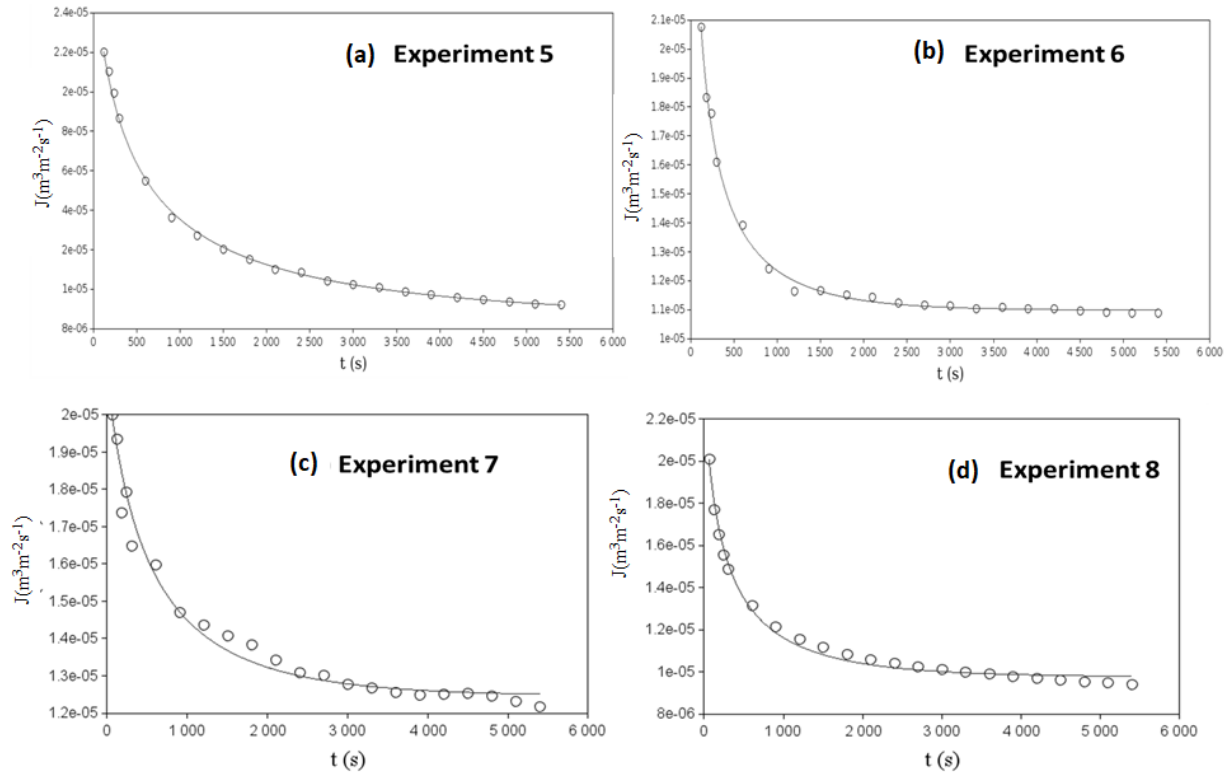 (a) Experiment 5
J(m³m⁻²s⁻¹)
2.4e-05
2.2e-05
2e-05
8e-05
6e-05
4e-05
2e-05
1e-05
8e-06
0 500 1 000 1 500 2 000 2 500 3 000 3 500 4 000 4 500 5 000 5 500 6 000
t (s)
(b) Experiment 6
J(m³m⁻²s⁻¹)
2.1e-05
2e-05
1.9e-05
1.8e-05
1.7e-05
1.6e-05
1.5e-05
1.4e-05
1.3e-05
1.2e-05
1.1e-05
1e-05
0 500 1 000 1 500 2 000 2 500 3 000 3 500 4 000 4 500 5 000 5 500 6 000
t (s)
(c) Experiment 7
J(m³m⁻²s⁻¹)
2e-05
1.9e-05
1.8e-05
1.7e-05
1.6e-05
1.5e-05
1.4e-05
1.3e-05
1.2e-05
0 1 000 2 000 3 000 4 000 5 000 6 000
t (s)
(d) Experiment 8
J(m³m⁻²s⁻¹)
2.2e-05
2e-05
1.8e-05
1.6e-05
1.4e-05
1.2e-05
1e-05
8e-06
0 1 000 2 000 3 000 4 000 5 000 6 000
t (s)